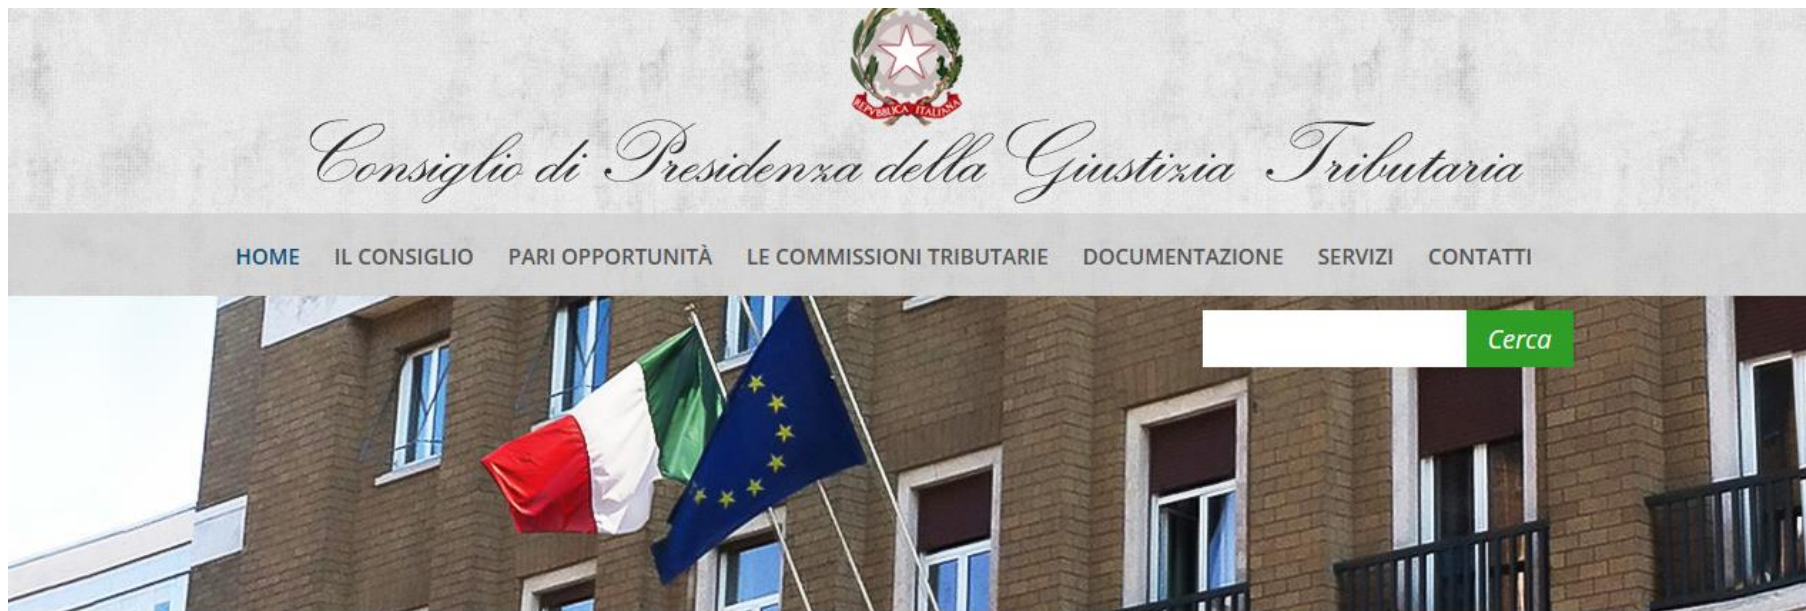 REPVBBLICA ITALIANA
Consiglio di Presidenza della Giustizia Tributaria
HOME IL CONSIGLIO PARI OPPORTUNITÀ LE COMMISSIONI TRIBUTARIE DOCUMENTAZIONE SERVIZI CONTATTI
Cerca